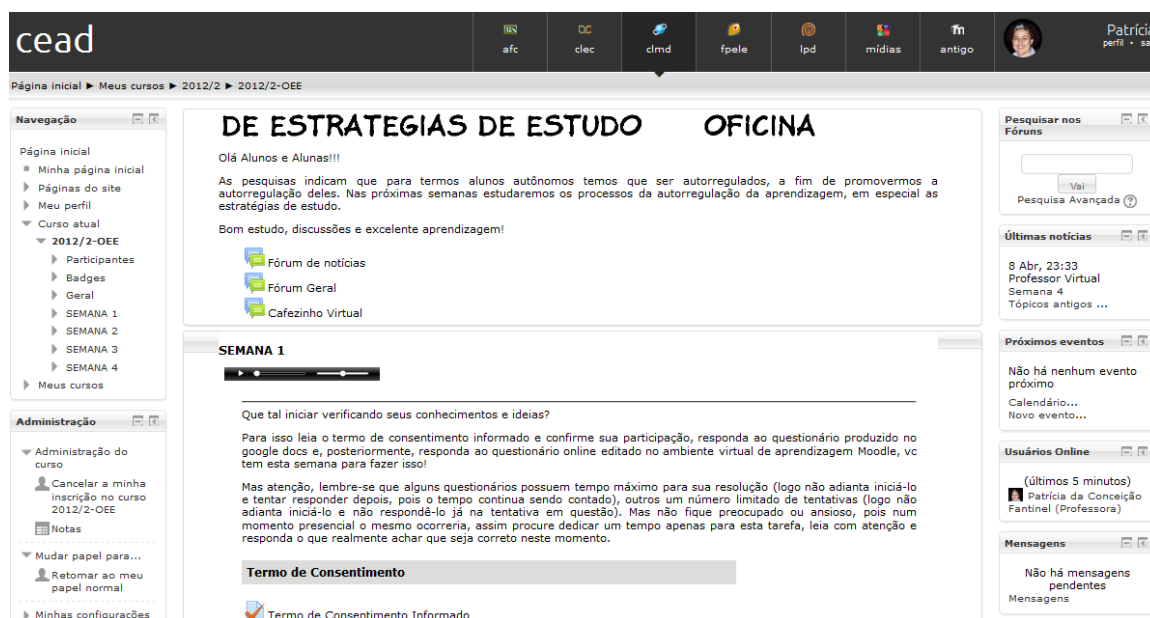 cead
afc
clec
clmd
fpele
lpd
mídias
antigo
Patrícia
perfil •
Página inicial ► Meus cursos ► 2012/2 ► 2012/2-OEE
Navegação
Página inicial
Minha página inicial
Páginas do site
Meu perfil
Curso atual
2012/2-OEE
Participantes
Badges
Geral
SEMANA 1
SEMANA 2
SEMANA 3
SEMANA 4
Meus cursos
Administração
Administração do
curso
Cancelar a minha
inscrição no curso
2012/2-OEE
Notas
Mudar papel para...
Retomar ao meu
papel normal
Minhas configurações
DE ESTRATEGIAS DE ESTUDO OFICINA
Olá Alunos e Alunas!!!
As pesquisas indicam que para termos alunos autônomos temos que ser autorregulados, a fim de promovermos a
autorregulação deles. Nas próximas semanas estudaremos os processos da autorregulação da aprendizagem, em especial as
estratégias de estudo.
Bom estudo, discussões e excelente aprendizagem!
Fórum de notícias
Fórum Geral
Cafezinho Virtual
SEMANA 1
Que tal iniciar verificando seus conhecimentos e ideias?
Para isso leia o termo de consentimento informado e confirme sua participação, responda ao questionário produzido no
google docs e, posteriormente, responda ao questionário online editado no ambiente virtual de aprendizagem Moodle, vc
tem esta semana para fazer isso!
Mas atenção, lembre-se que alguns questionários possuem tempo máximo para sua resolução (logo não adianta iniciá-lo
e tentar responder depois, pois o tempo continua sendo contado), outros um número limitado de tentativas (logo não
adianta iniciá-lo e não respondê-lo já na tentativa em questão). Mas não fique preocupado ou ansioso, pois num
momento presencial o mesmo ocorreria, assim procure dedicar um tempo apenas para esta tarefa, leia com atenção e
responda o que realmente achar que seja correto neste momento.
Termo de Consentimento
Termo de Consentimento Informado
Pesquisar nos
Fóruns
Vai
Pesquisa Avançada
Últimas notícias
8 Abr, 23:33
Professor Virtual
Semana 4
Tópicos antigos ...
Próximos eventos
Não há nenhum evento
próximo
Calendário...
Novo evento...
Usuários Online
(últimos 5 minutos)
Patrícia da Conceição
Fantinel (Professora)
Mensagens
Não há mensagens
pendentes
Mensagens